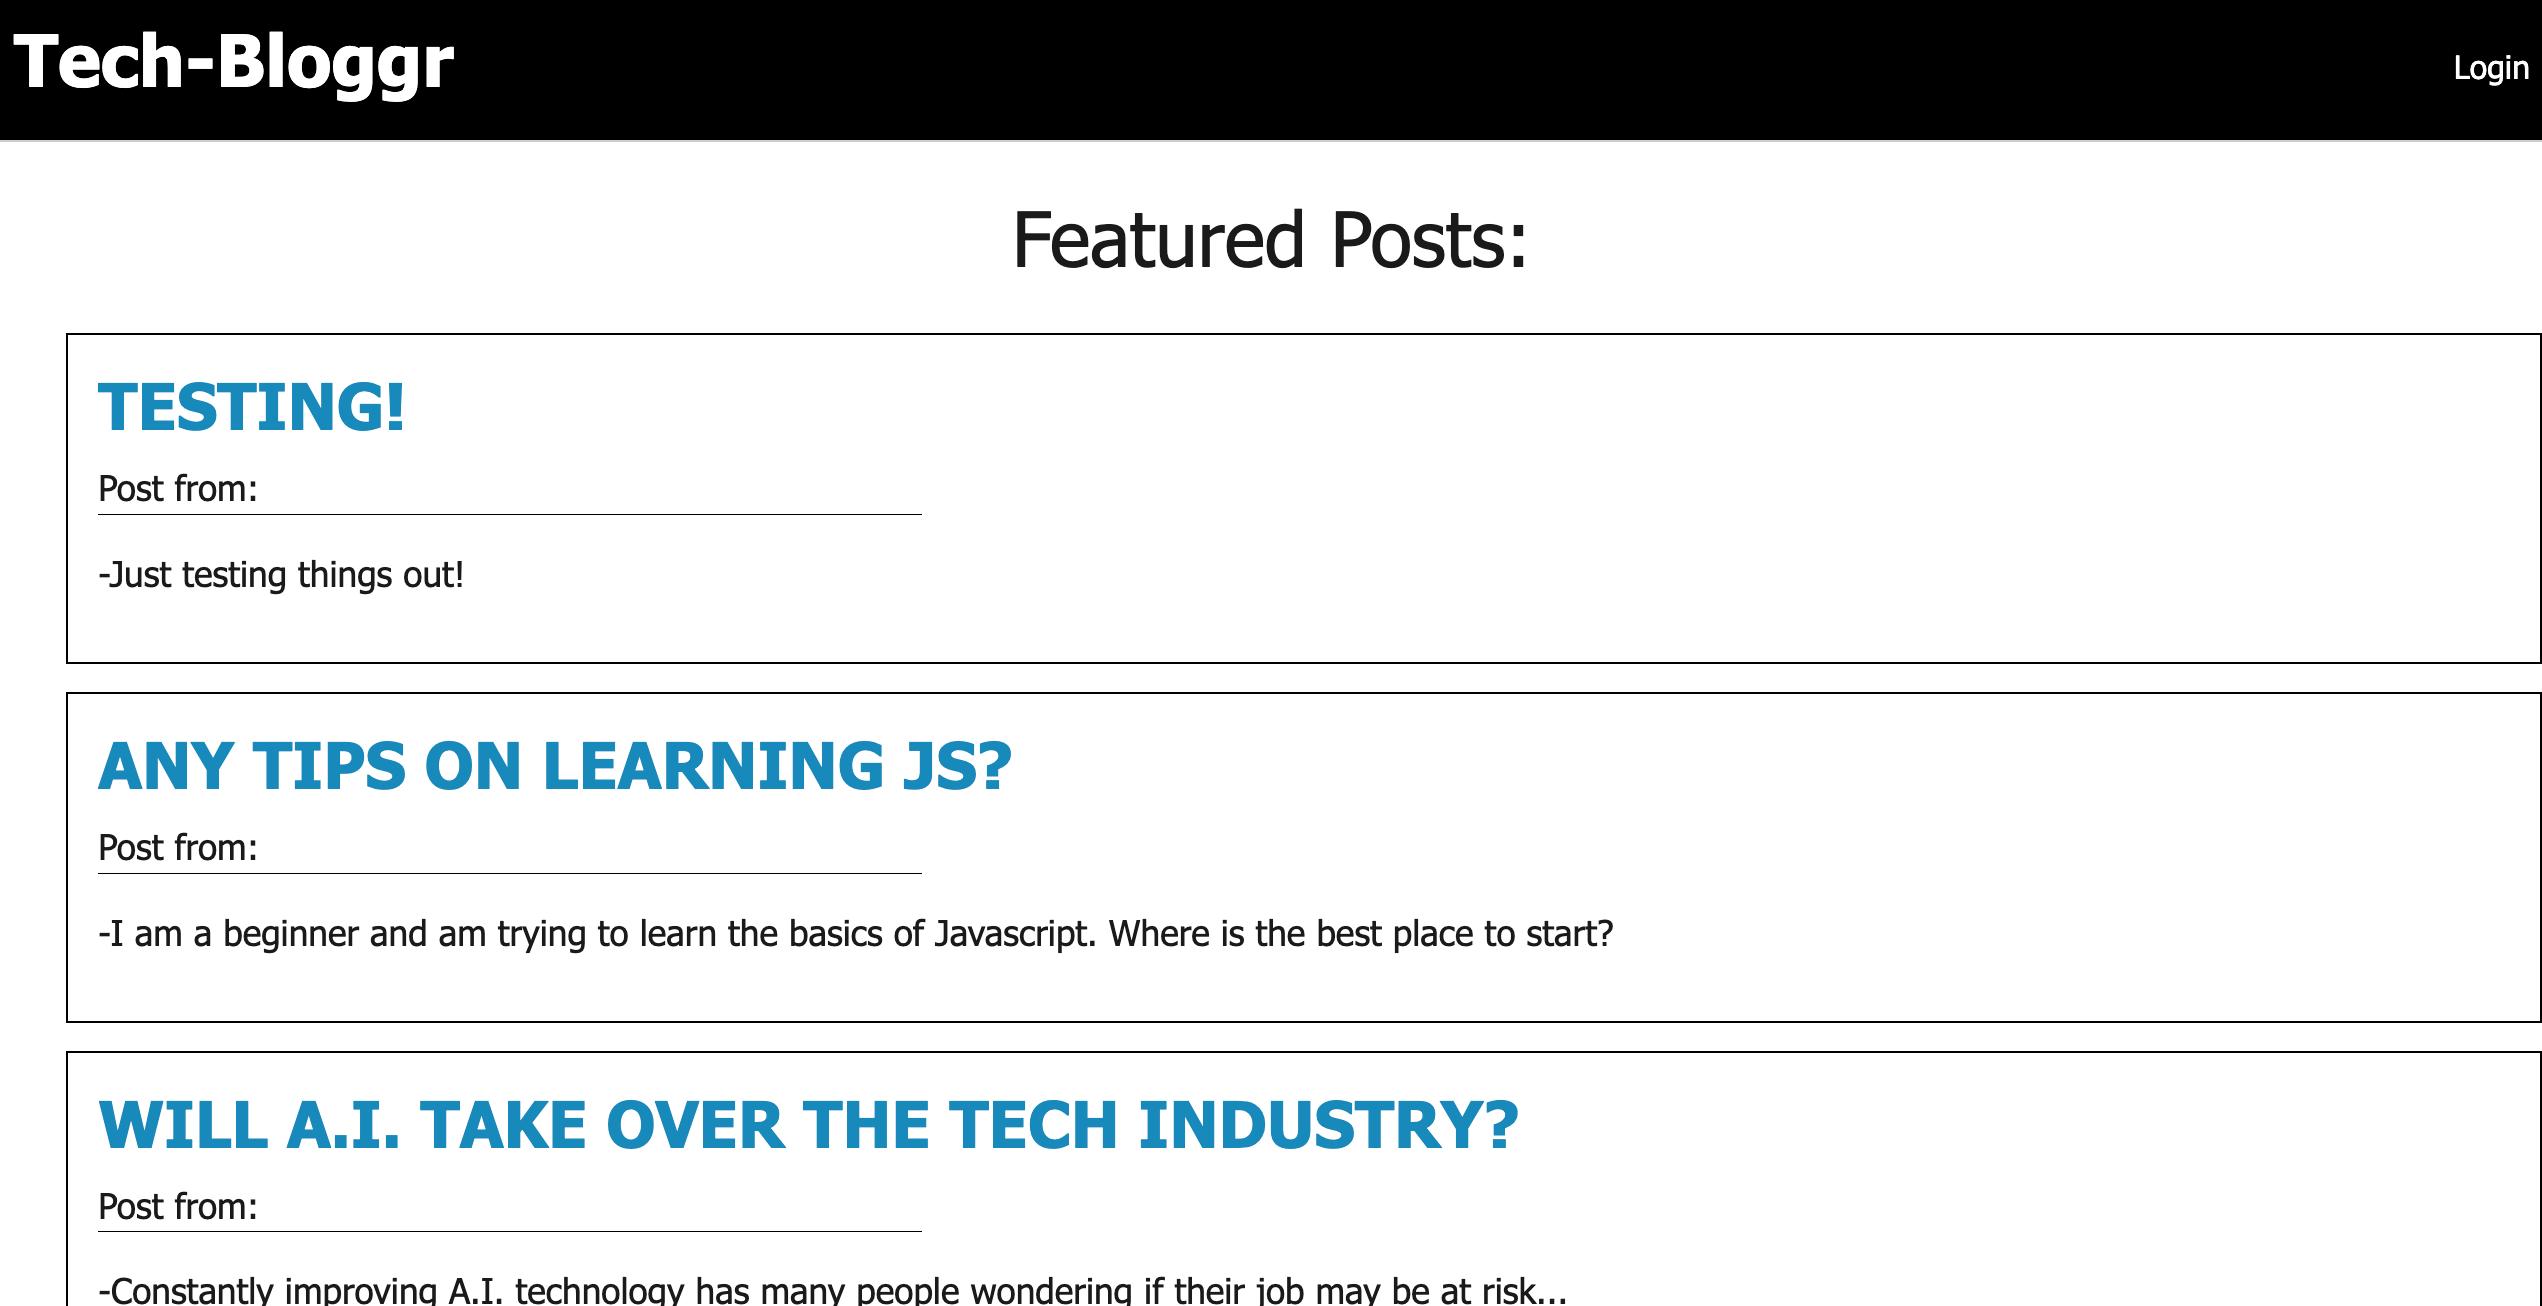 Tech-Bloggr
Login
Featured Posts:
TESTING!
Post from:
-Just testing things out!
ANY TIPS ON LEARNING JS?
Post from:
-I am a beginner and am trying to learn the basics of Javascript. Where is the best place to start?
WILL A.I. TAKE OVER THE TECH INDUSTRY?
Post from:
-Constantly improving A.I. technology has many people wondering if their job may be at risk...